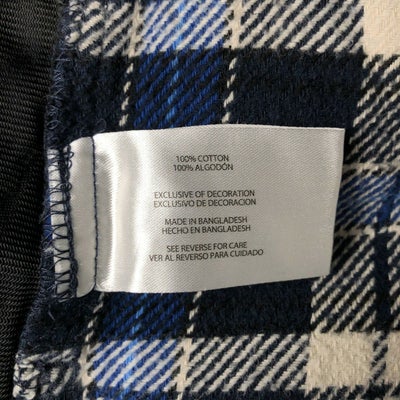 100% COTTON
100% ALGODÓN
EXCLUSIVE OF DECORATION
EXCLUSIVO DE DECORACION
MADE IN BANGLADESH
HECHO EN BANGLADESH
SEE REVERSE FOR CARE
VER AL REVERSO PARA CUIDADO